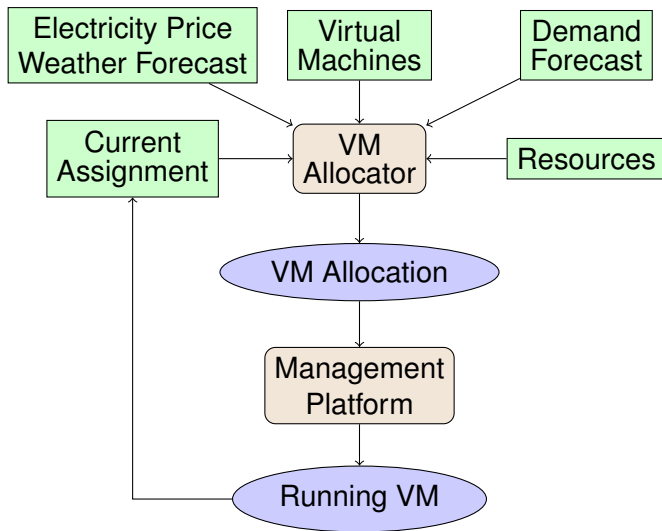 Electricity Price
Weather Forecast
Virtual
Machines
Demand
Forecast
Current
Assignment
VM
Allocator
Resources
VM Allocation
Management
Platform
Running VM